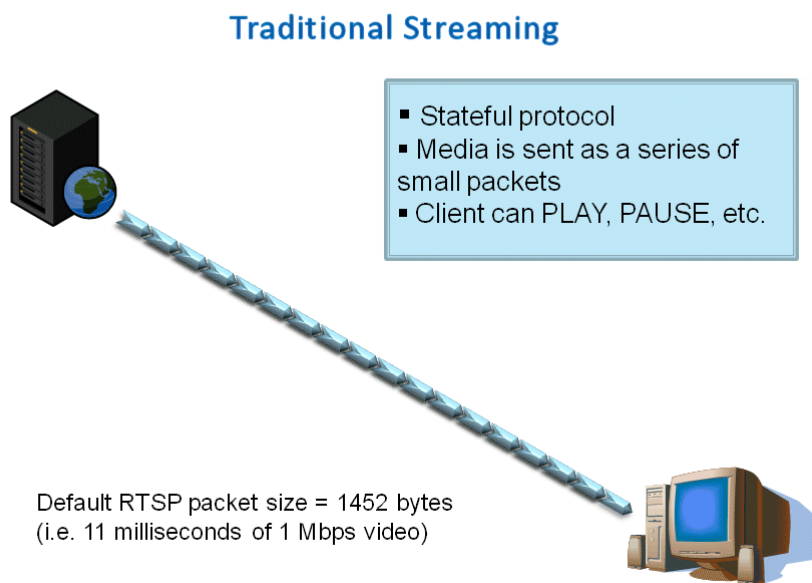 Traditional Streaming
▪ Stateful protocol
▪ Media is sent as a series of
small packets
▪ Client can PLAY, PAUSE, etc.
Default RTSP packet size = 1452 bytes
(i.e. 11 milliseconds of 1 Mbps video)